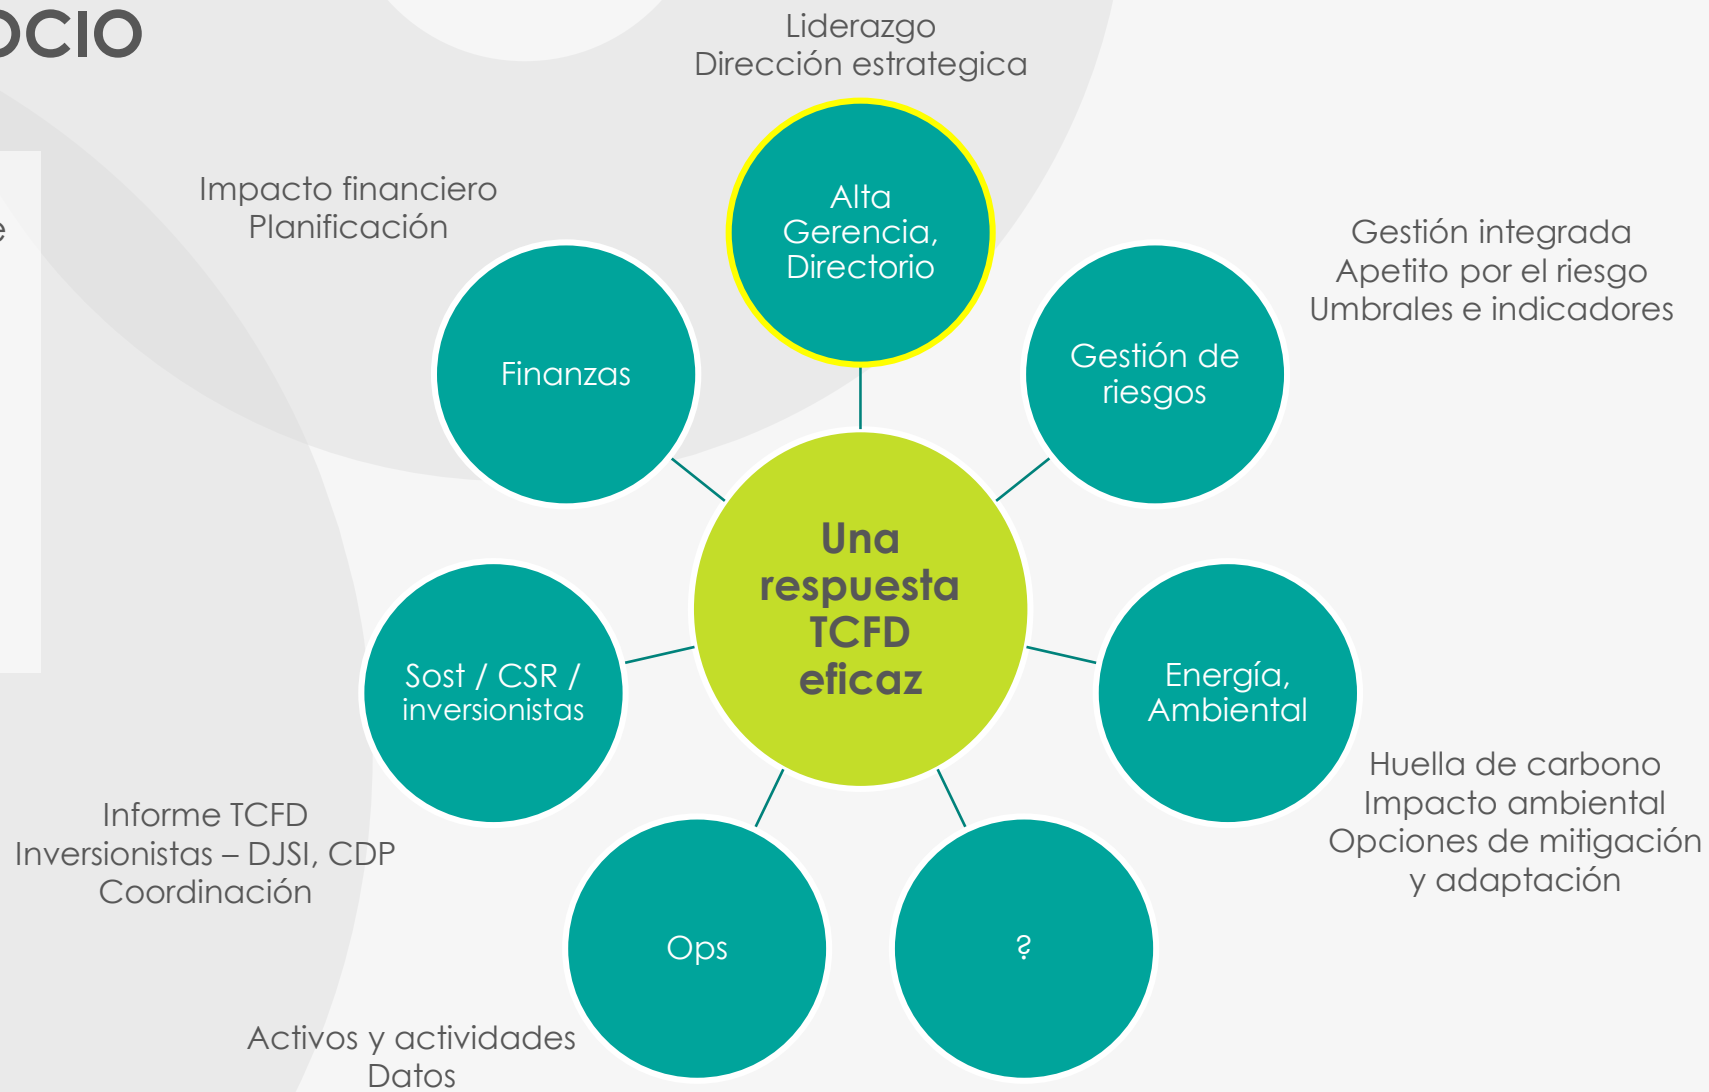 OCIO
e
Liderazgo
Dirección estrategica
Alta
Gerencia,
Directorio
Impacto financiero
Planificación
Finanzas
Gestión integrada
Apetito por el riesgo
Umbrales e indicadores
Gestión de
riesgos
Una
respuesta
TCFD
eficaz
Sost / CSR /
inversionistas
Energía,
Ambiental
Informe TCFD
Inversionistas – DJSI, CDP
Coordinación
Huella de carbono
Impacto ambiental
Opciones de mitigación
y adaptación
Ops
?
Activos y actividades
Datos